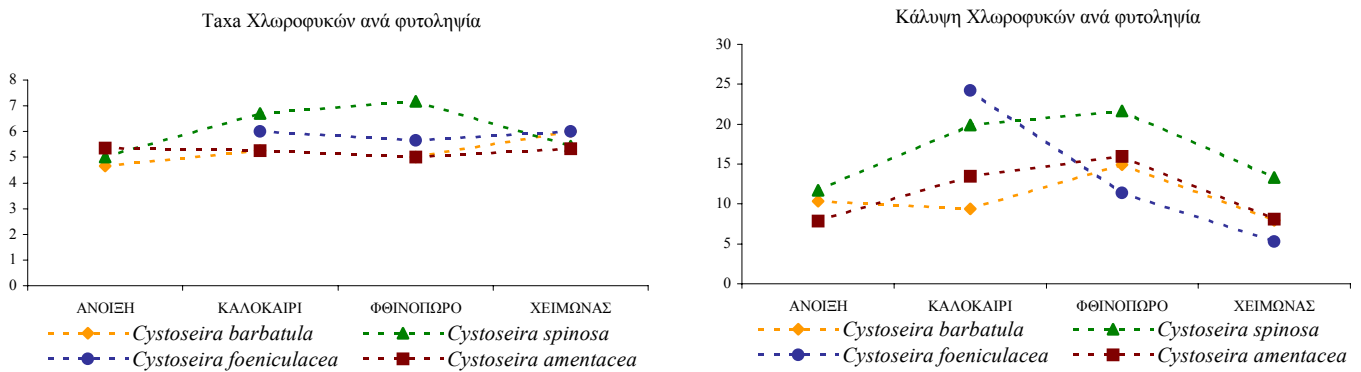 Taxa Χλωροφυκών ανά φυτοληψία
8
7
6
5
4
3
2
1
0
ΑΝΟΙΞΗ ΚΑΛΟΚΑΙΡΙ ΦΘΙΝΟΠΩΡΟ ΧΕΙΜΩΝΑΣ
Cystoseira barbatula Cystoseira spinosa
Cystoseira foeniculacea Cystoseira amentacea
Κάλυψη Χλωροφυκών ανά φυτοληψία
30
25
20
15
10
5
0
ΑΝΟΙΞΗ ΚΑΛΟΚΑΙΡΙ ΦΘΙΝΟΠΩΡΟ ΧΕΙΜΩΝΑΣ
Cystoseira barbatula Cystoseira spinosa
Cystoseira foeniculacea Cystoseira amentacea